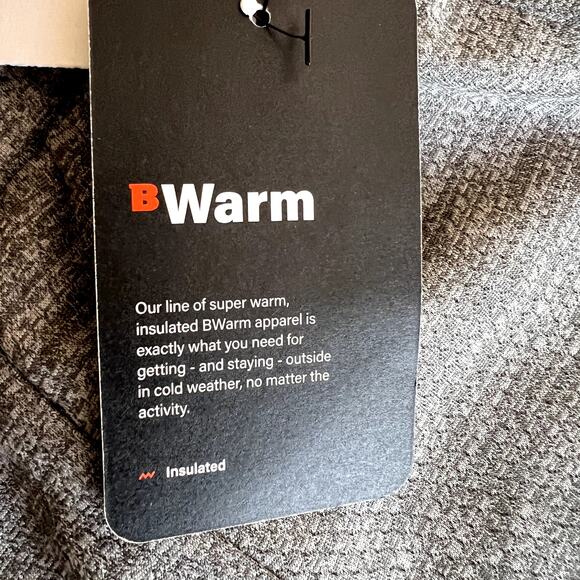 BWarm
Our line of super warm,
insulated BWarm apparel is
exactly what you need for
getting - and staying - outside
in cold weather, no matter the
activity.
Insulated